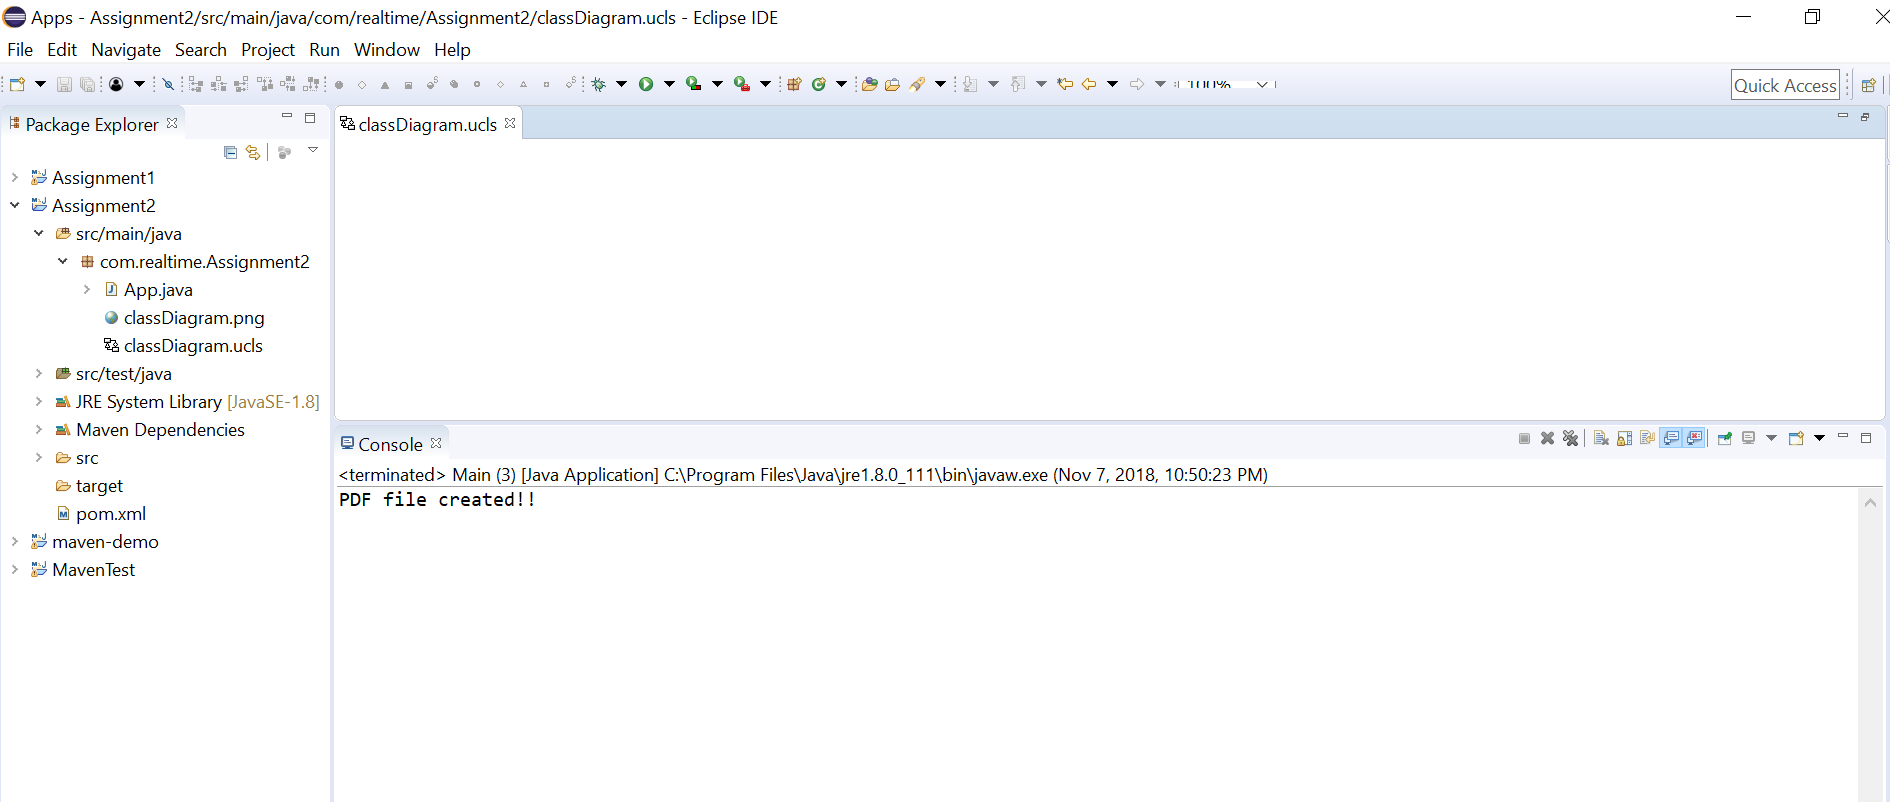 Apps - Assignment2/src/main/java/com/realtime/Assignment2/classDiagram.ucls - Eclipse IDE
File Edit Navigate Search Project Run Window Help
100%
Quick Access
Package Explorer
classDiagram.ucls
Assignment1
Assignment2
src/main/java
com.realtime.Assignment2
App.java
classDiagram.png
classDiagram.ucls
src/test/java
JRE System Library [JavaSE-1.8]
Maven Dependencies
src
target
pom.xml
maven-demo
MavenTest
Console
<terminated> Main (3) [Java Application] C:\Program Files\Java\jre1.8.0_111\bin\javaw.exe (Nov 7, 2018, 10:50:23 PM)
PDF file created!!